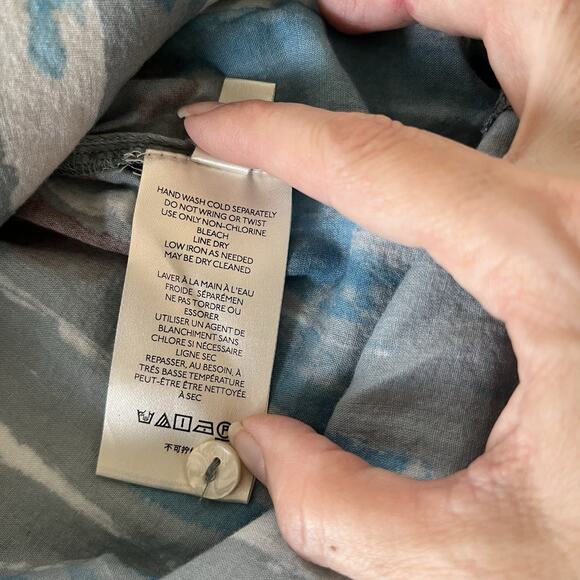 HAND WASH COLD SEPARATELY
DO NOT WRING OR TWIST
USE ONLY NON-CHLORINE
BLEACH
LINE DRY
LOW IRON AS NEEDED
MAY BE DRY CLEANED
LAVER À LA MAIN À L'EAU
FROIDE SÉPARÉMEN
NE PAS TORDRE OU
ESSORER
UTILISER UN AGENT DE
BLANCHIMENT SANS
CHLORE SI NÉCESSAIRE
LIGNE SEC
REPASSER, AU BESOIN, À
TRÈS BASSE TEMPÉRATURE
PEUT-ÊTRE ÊTRE NETTOYÉE
À SEC
P
不可拧